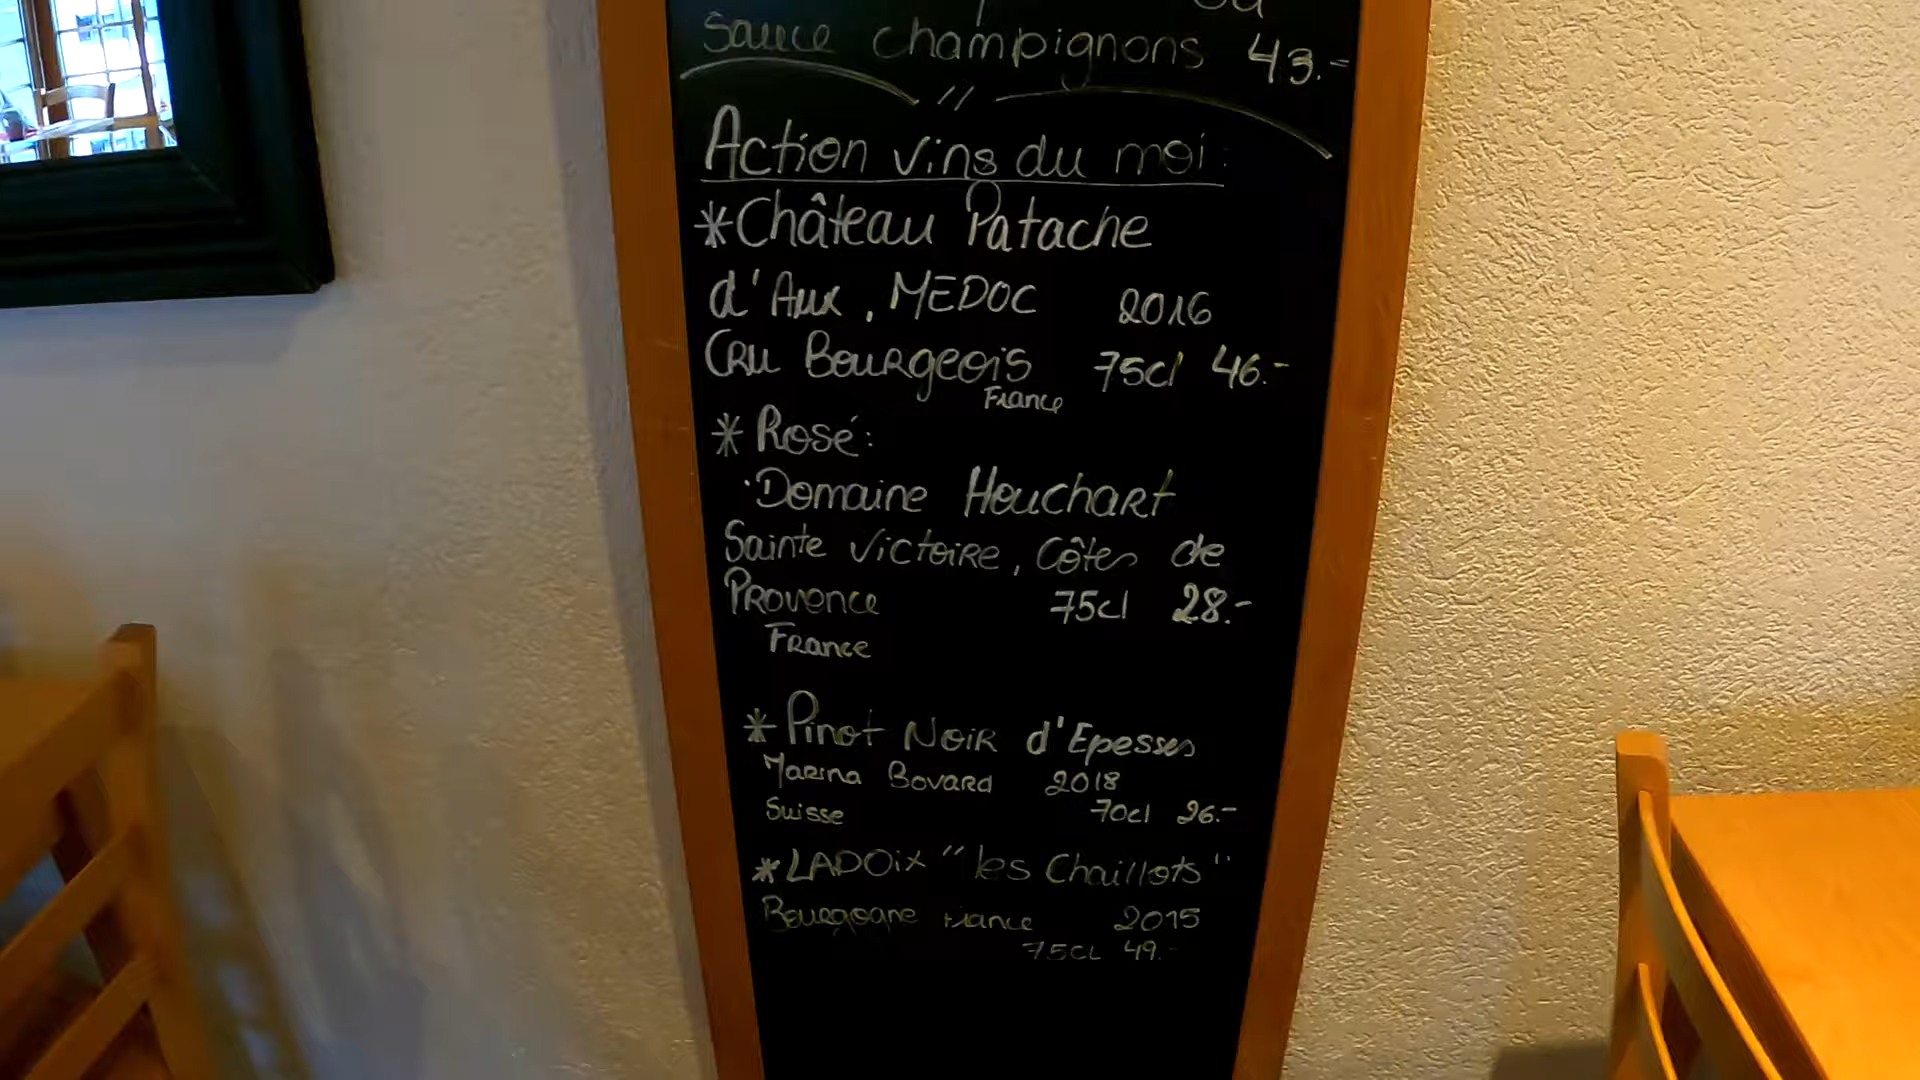 sauce champignons 43.-
//
Action vins du moi:
*Château Patache
d'Aux, MEDOC 2016
CRU BouRgeois 75cl 46.-
France
* Rosé:
·Domaine HouchaRt
Sainte VictoiRe, Côtes de
PRovence 75cl 28.-
FRance
* Pinot NoiR d'Epesses
MaRina BovaRd 2018
Suisse 70cl 26.-
*LADOix "les Chaillots"
BouRgogne France 2015
75CL 49.-